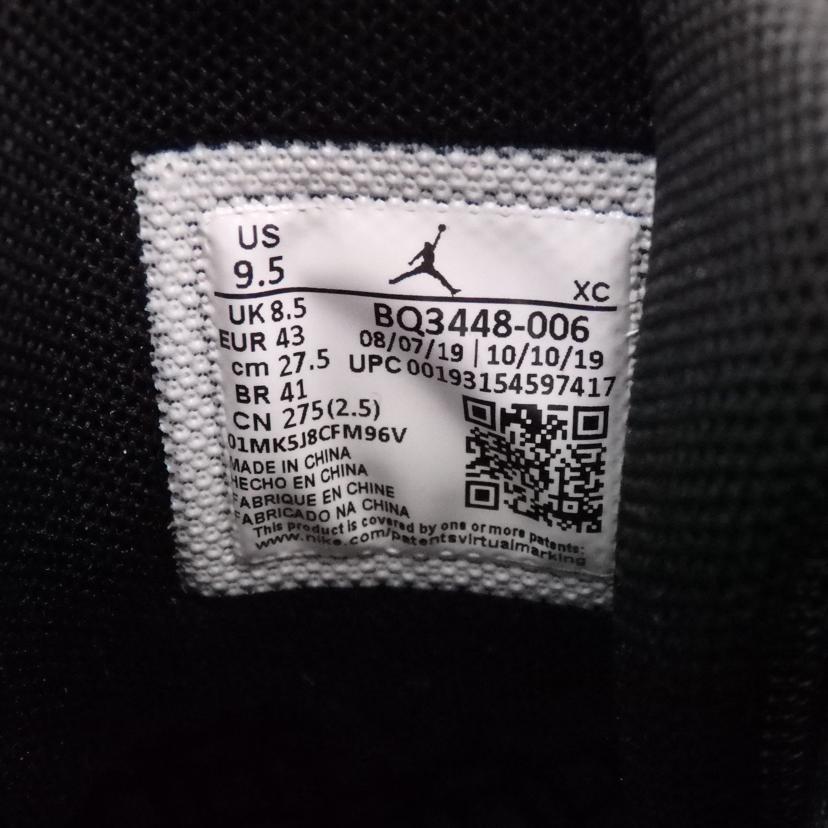 US
9.5
XC
UK 8.5
EUR 43
cm 27.5
BR 41
CN 275(2.5)
BQ3448-006
08/07/19 | 10/10/19
UPC 00193154597417
01MK5J8CFM96V
MADE IN CHINA
HECHO EN CHINA
FABRIQUE EN CHINE
FABRICADO NA CHINA
This product is covered by one or more patents:
www.nike.com/patentsvirtualmarking